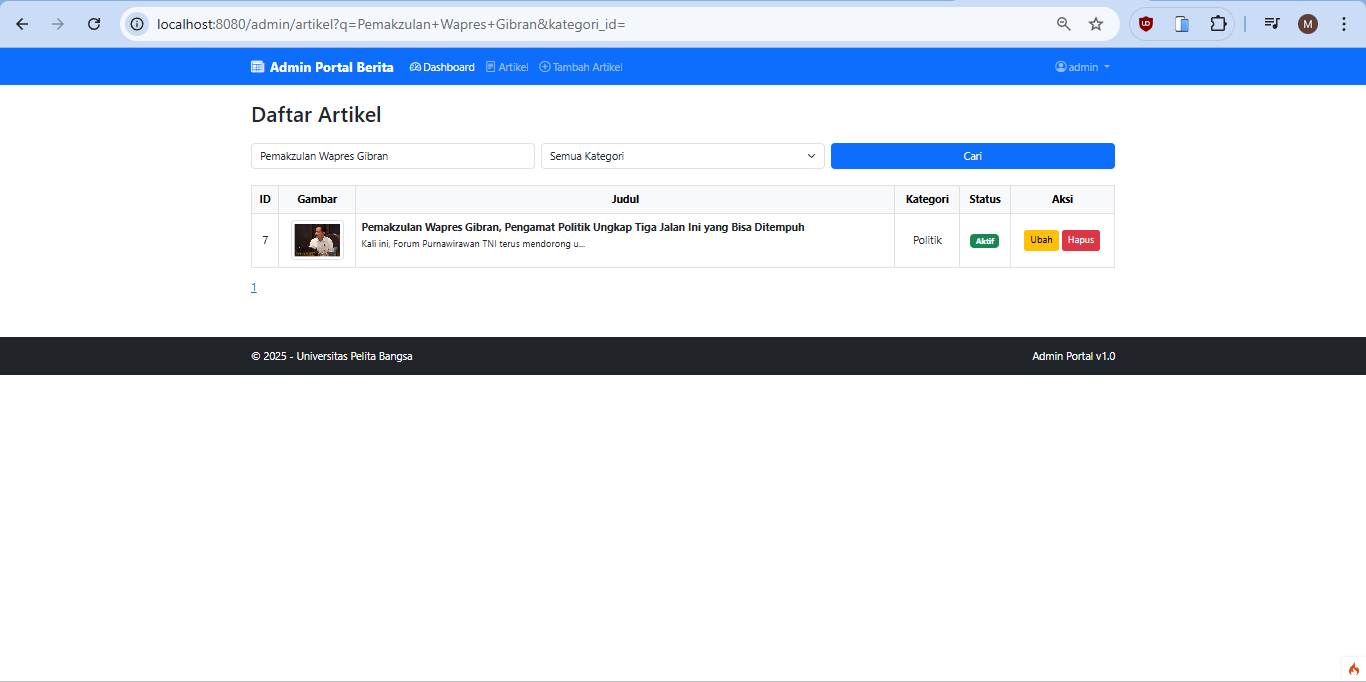 localhost:8080/admin/artikel?q=Pemakzulan+Wapres+Gibran&kategori_id=
M
Admin Portal Berita Dashboard Artikel Tambah Artikel admin
Daftar Artikel
Pemakzulan Wapres Gibran Semua Kategori Cari
ID Gambar Judul Kategori Status Aksi
7 Pemakzulan Wapres Gibran, Pengamat Politik Ungkap Tiga Jalan Ini yang Bisa Ditempuh Politik Aktif Ubah Hapus
Kali ini, Forum Purnawirawan TNI terus mendorong u...
1
© 2025 - Universitas Pelita Bangsa Admin Portal v1.0